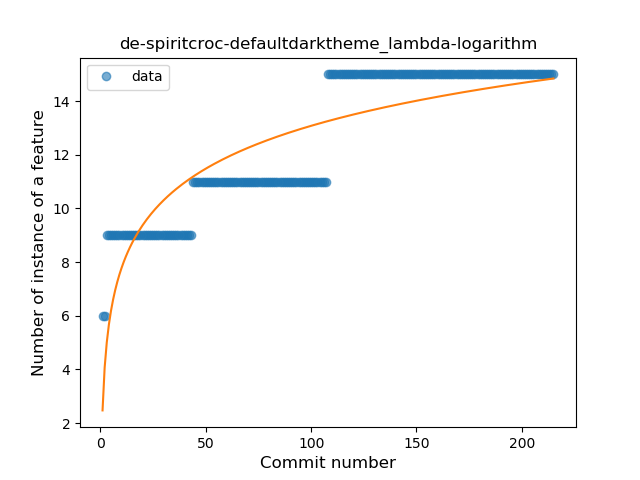 de-spiritcroc-defaultdarktheme_lambda-logarithm
data
Number of instance of a feature
14
12
10
8
6
4
2
0 50 100 150 200
Commit number